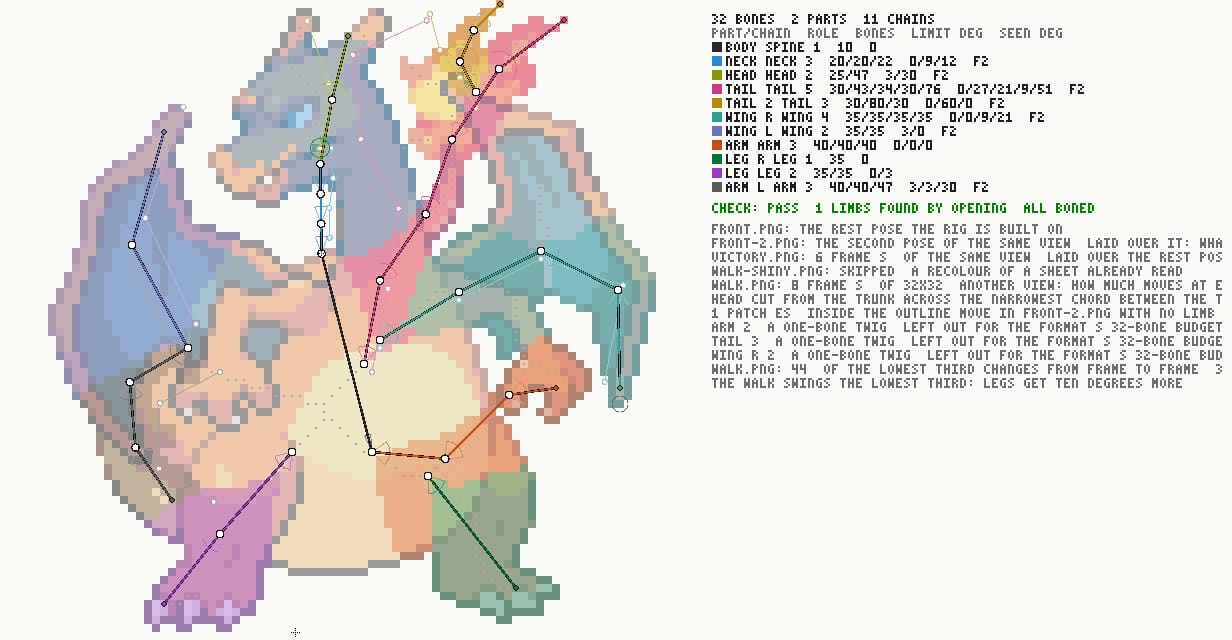 32 BONES  2 PARTS  11 CHAINS
PART/CHAIN  ROLE  BONES  LIMIT DEG  SEEN DEG
BODY SPINE 1  10  0
NECK NECK 3  20/20/22  0/9/12  F2
HEAD HEAD 2  25/47  3/30  F2
TAIL TAIL 5  30/43/34/30/76  0/27/21/9/51  F2
TAIL 2 TAIL 3  30/80/30  0/60/0  F2
WING R WING 4  35/35/35/35  0/0/9/21  F2
WING L WING 2  35/35  3/0  F2
ARM ARM 3  40/40/40  0/0/0
LEG R LEG 1  35  0
LEG LEG 2  35/35  0/3
ARM L ARM 3  40/40/47  3/3/30  F2
CHECK: PASS  1 LIMBS FOUND BY OPENING  ALL BONED
FRONT.PNG: THE REST POSE THE RIG IS BUILT ON
FRONT-2.PNG: THE SECOND POSE OF THE SAME VIEW  LAID OVER IT: WHA
VICTORY.PNG: 6 FRAME S  OF THE SAME VIEW  LAID OVER THE REST POS
WALK-SHINY.PNG: SKIPPED  A RECOLOUR OF A SHEET ALREADY READ
WALK.PNG: 8 FRAME S  OF 32X32  ANOTHER VIEW: HOW MUCH MOVES AT E
HEAD CUT FROM THE TRUNK ACROSS THE NARROWEST CHORD BETWEEN THE T
1 PATCH ES  INSIDE THE OUTLINE MOVE IN FRONT-2.PNG WITH NO LIMB
ARM 2  A ONE-BONE TWIG  LEFT OUT FOR THE FORMAT S 32-BONE BUDGET
TAIL 3  A ONE-BONE TWIG  LEFT OUT FOR THE FORMAT S 32-BONE BUDGE
WING R 2  A ONE-BONE TWIG  LEFT OUT FOR THE FORMAT S 32-BONE BUD
WALK.PNG: 44  OF THE LOWEST THIRD CHANGES FROM FRAME TO FRAME  3
THE WALK SWINGS THE LOWEST THIRD: LEGS GET TEN DEGREES MORE